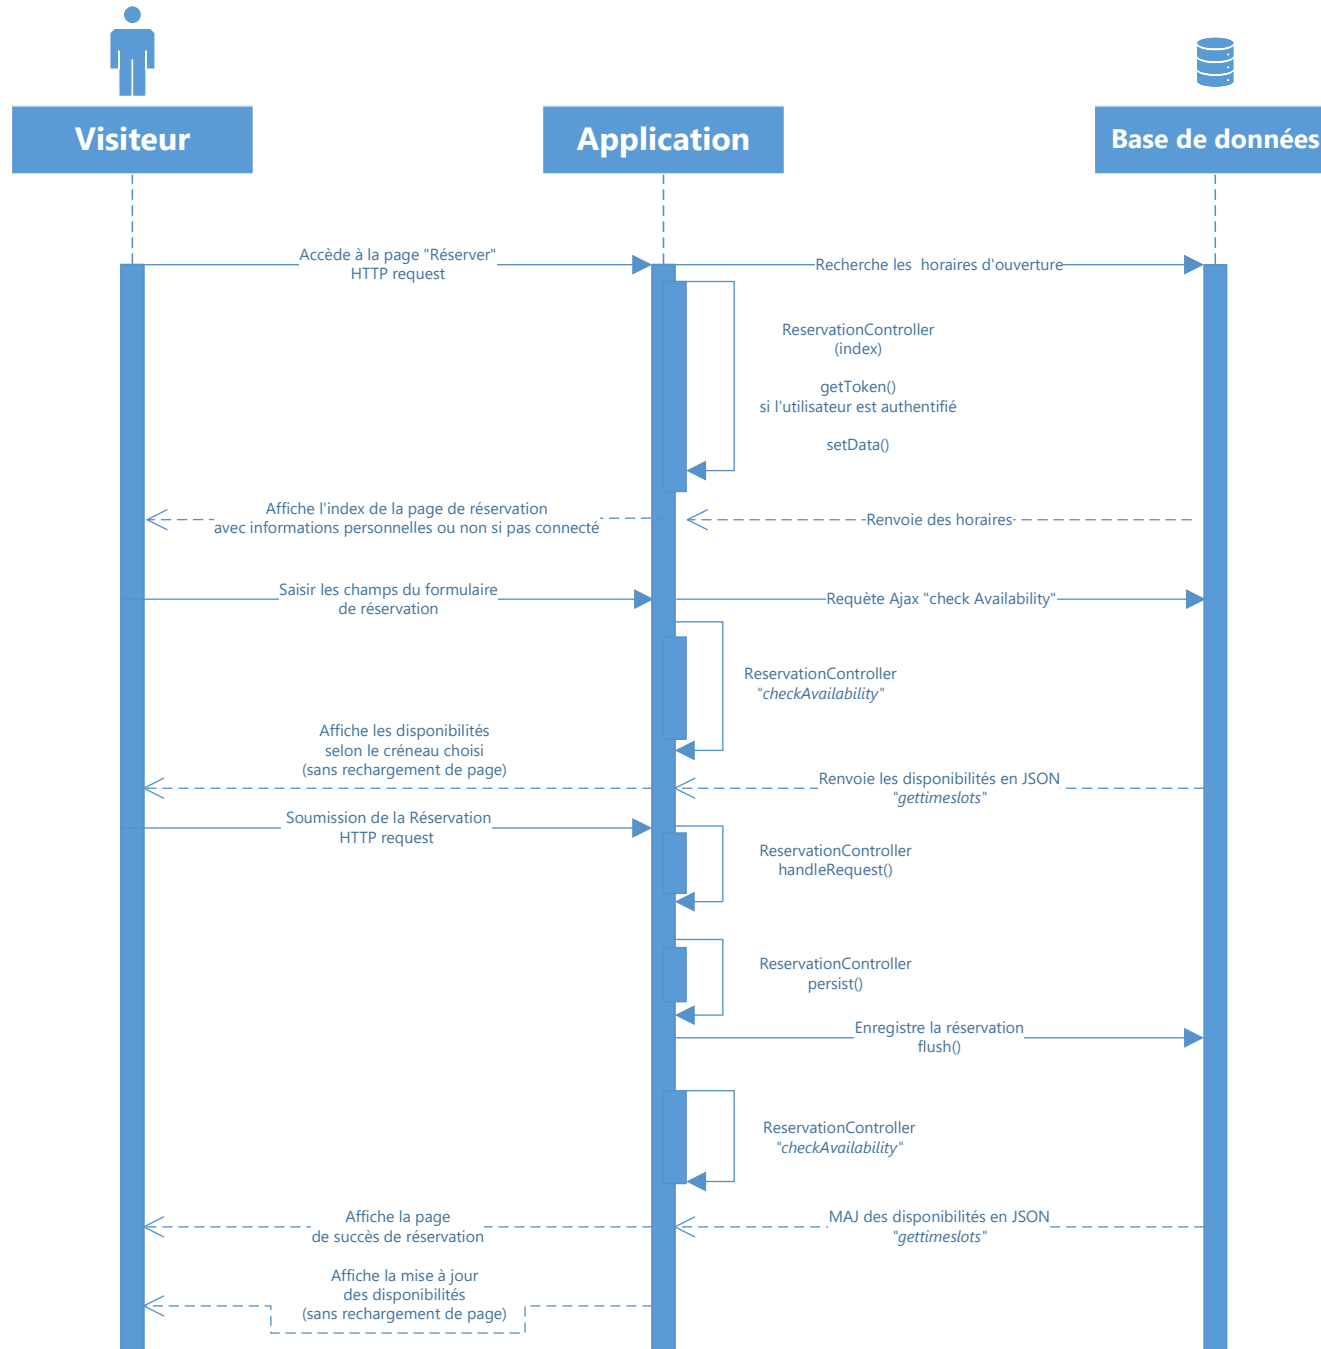 Visiteur
Application
Base de données
Accède à la page "Réserver"
HTTP request
Recherche les  horaires d'ouverture
ReservationController
(index)
getToken()
si l'utilisateur est authentifié
setData()
Affiche l'index de la page de réservation
avec informations personnelles ou non si pas connecté
Renvoie des horaires
Saisir les champs du formulaire
de réservation
Requète Ajax "check Availability"
ReservationController
"checkAvailability"
Affiche les disponibilités
selon le créneau choisi
(sans rechargement de page)
Renvoie les disponibilités en JSON
"gettimeslots"
Soumission de la Réservation
HTTP request
ReservationController
handleRequest()
ReservationController
persist()
Enregistre la réservation
flush()
ReservationController
"checkAvailability"
Affiche la page
de succès de réservation
MAJ des disponibilités en JSON
"gettimeslots"
Affiche la mise à jour
des disponibilités
(sans rechargement de page)